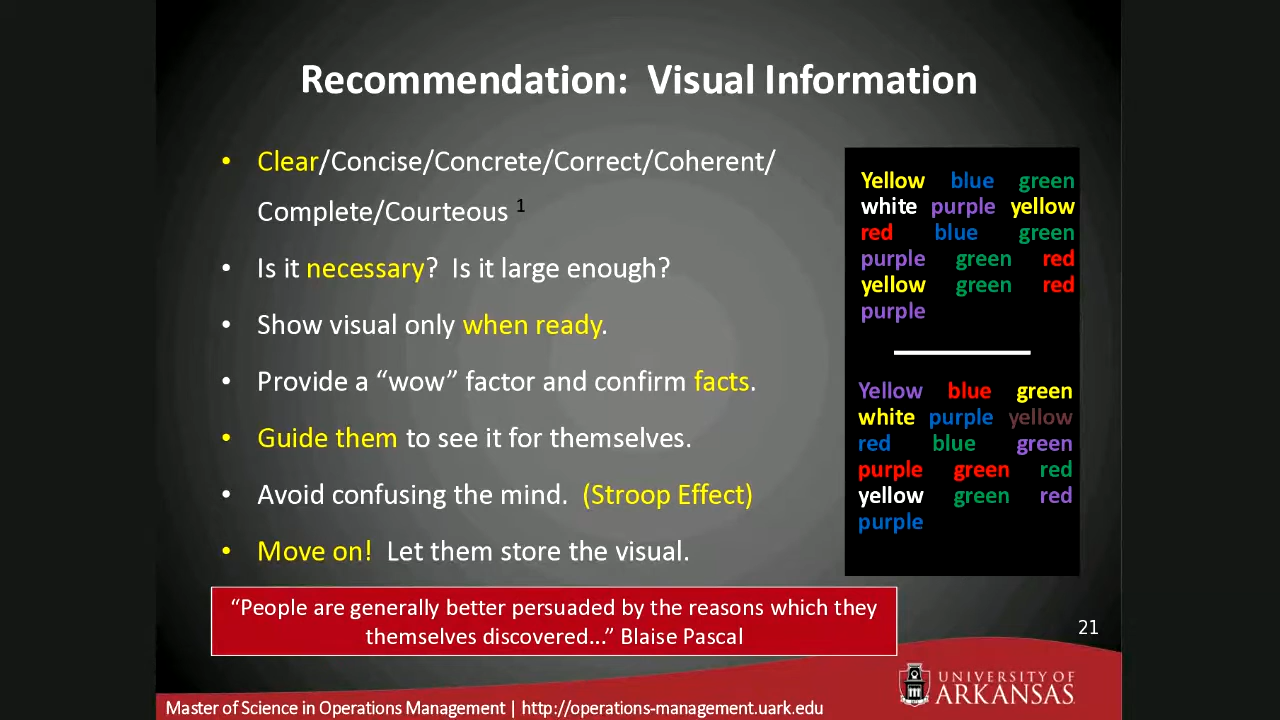 Recommendation: Visual Information
• Clear/Concise/Concrete/Correct/Coherent/
Complete/Courteous 1
• Is it necessary? Is it large enough?
• Show visual only when ready.
• Provide a “wow” factor and confirm facts.
• Guide them to see it for themselves.
• Avoid confusing the mind. (Stroop Effect)
• Move on! Let them store the visual.
Yellow blue green
white purple yellow
red blue green
purple green red
yellow green red
purple
Yellow blue green
white purple yellow
red blue green
purple green red
yellow green red
purple
“People are generally better persuaded by the reasons which they
themselves discovered...” Blaise Pascal
21
UNIVERSITY OF
ARKANSAS
Master of Science in Operations Management | http://operations-management.uark.edu